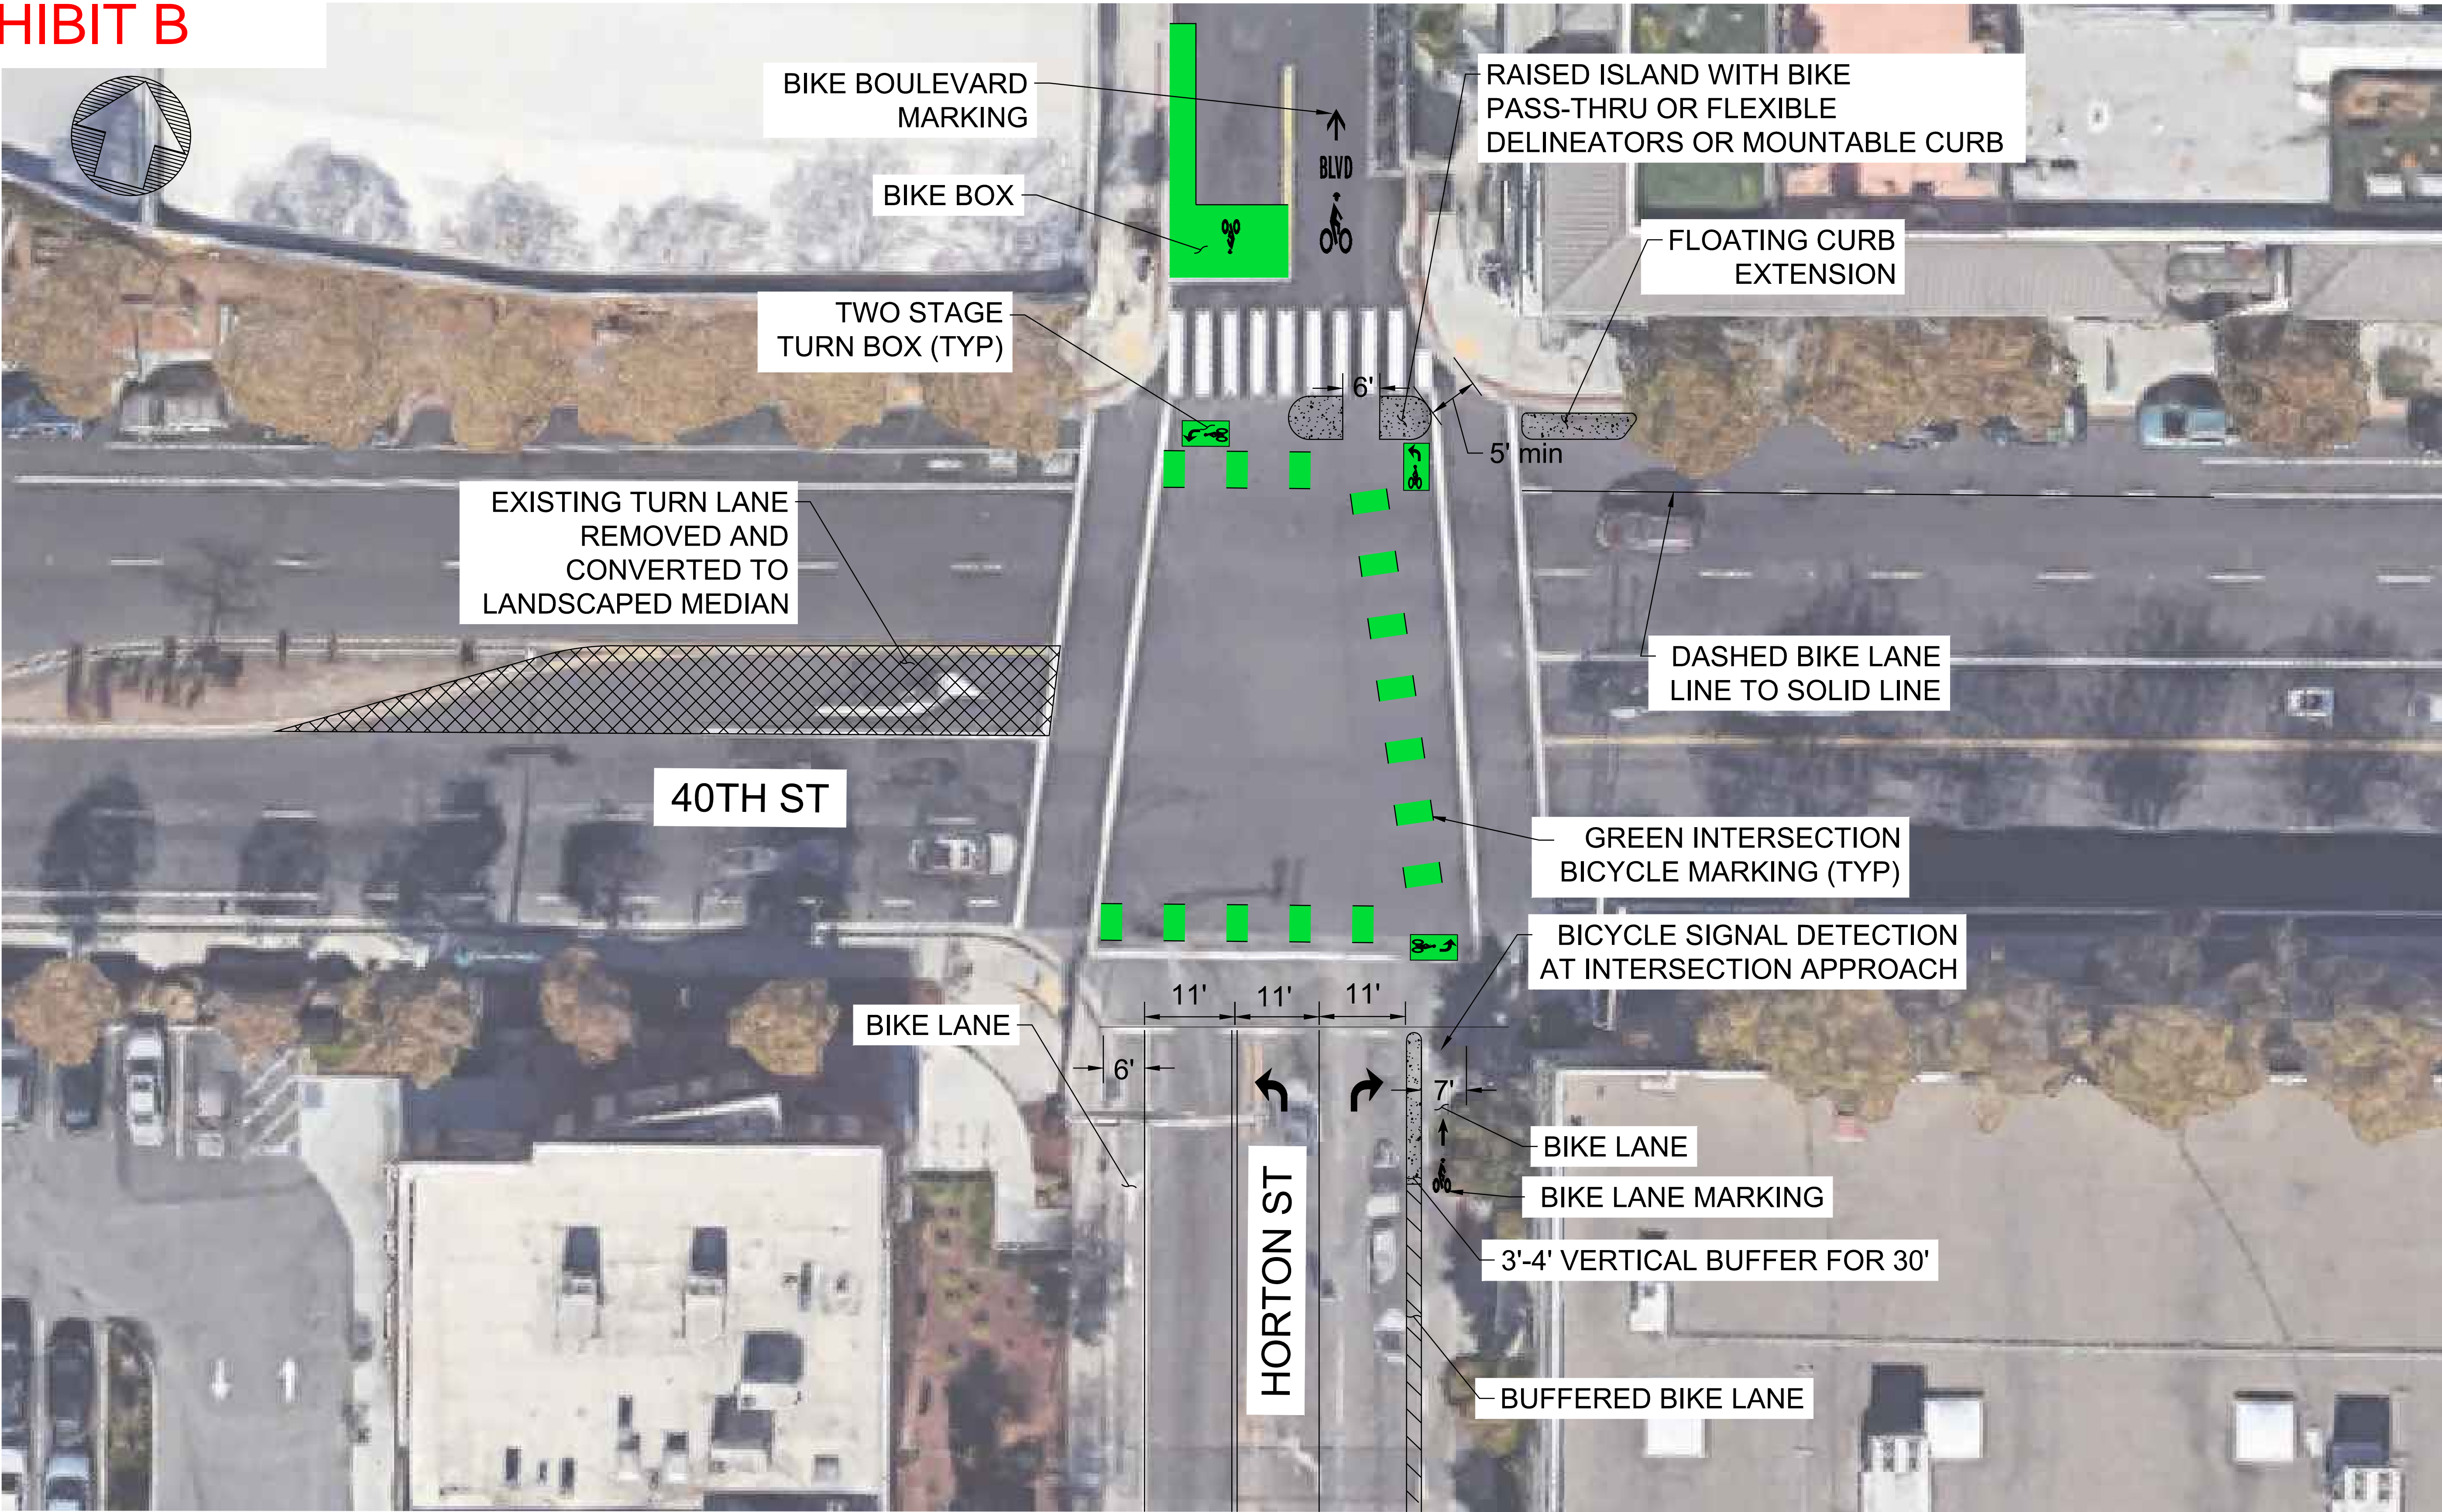 HIBIT B
BIKE BOULEVARD
MARKING
RAISED ISLAND WITH BIKE
PASS-THRU OR FLEXIBLE
DELINEATORS OR MOUNTABLE CURB
BLVD
BIKE BOX
FLOATING CURB
EXTENSION
TWO STAGE
TURN BOX (TYP)
6'
5' min
EXISTING TURN LANE
REMOVED AND
CONVERTED TO
LANDSCAPED MEDIAN
DASHED BIKE LANE
LINE TO SOLID LINE
40TH ST
GREEN INTERSECTION
BICYCLE MARKING (TYP)
BICYCLE SIGNAL DETECTION
AT INTERSECTION APPROACH
11'
11'
11'
BIKE LANE
6'
7'
BIKE LANE
BIKE LANE MARKING
HORTON ST
3'-4' VERTICAL BUFFER FOR 30'
BUFFERED BIKE LANE